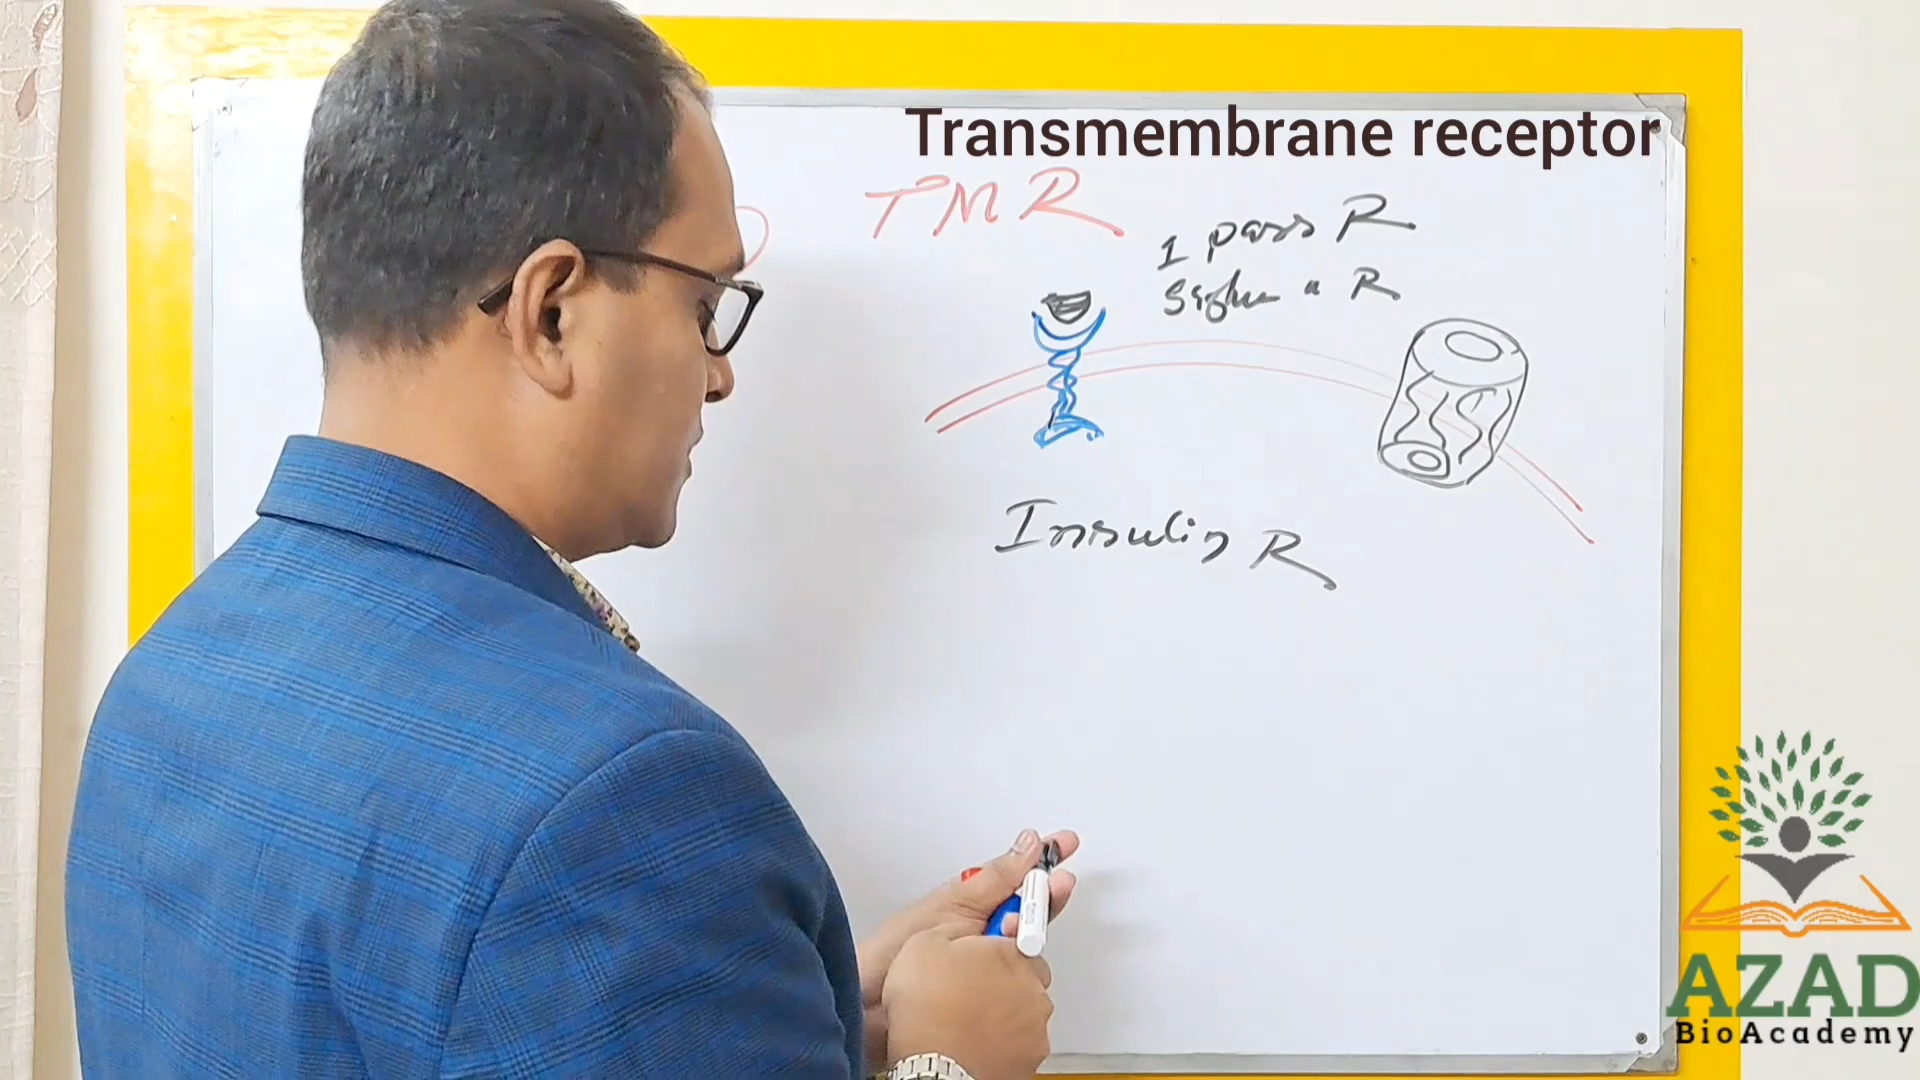 Transmembrane receptor
TMR
1 pass R
Single " R
Insulin R
AZAD
BioAcademy